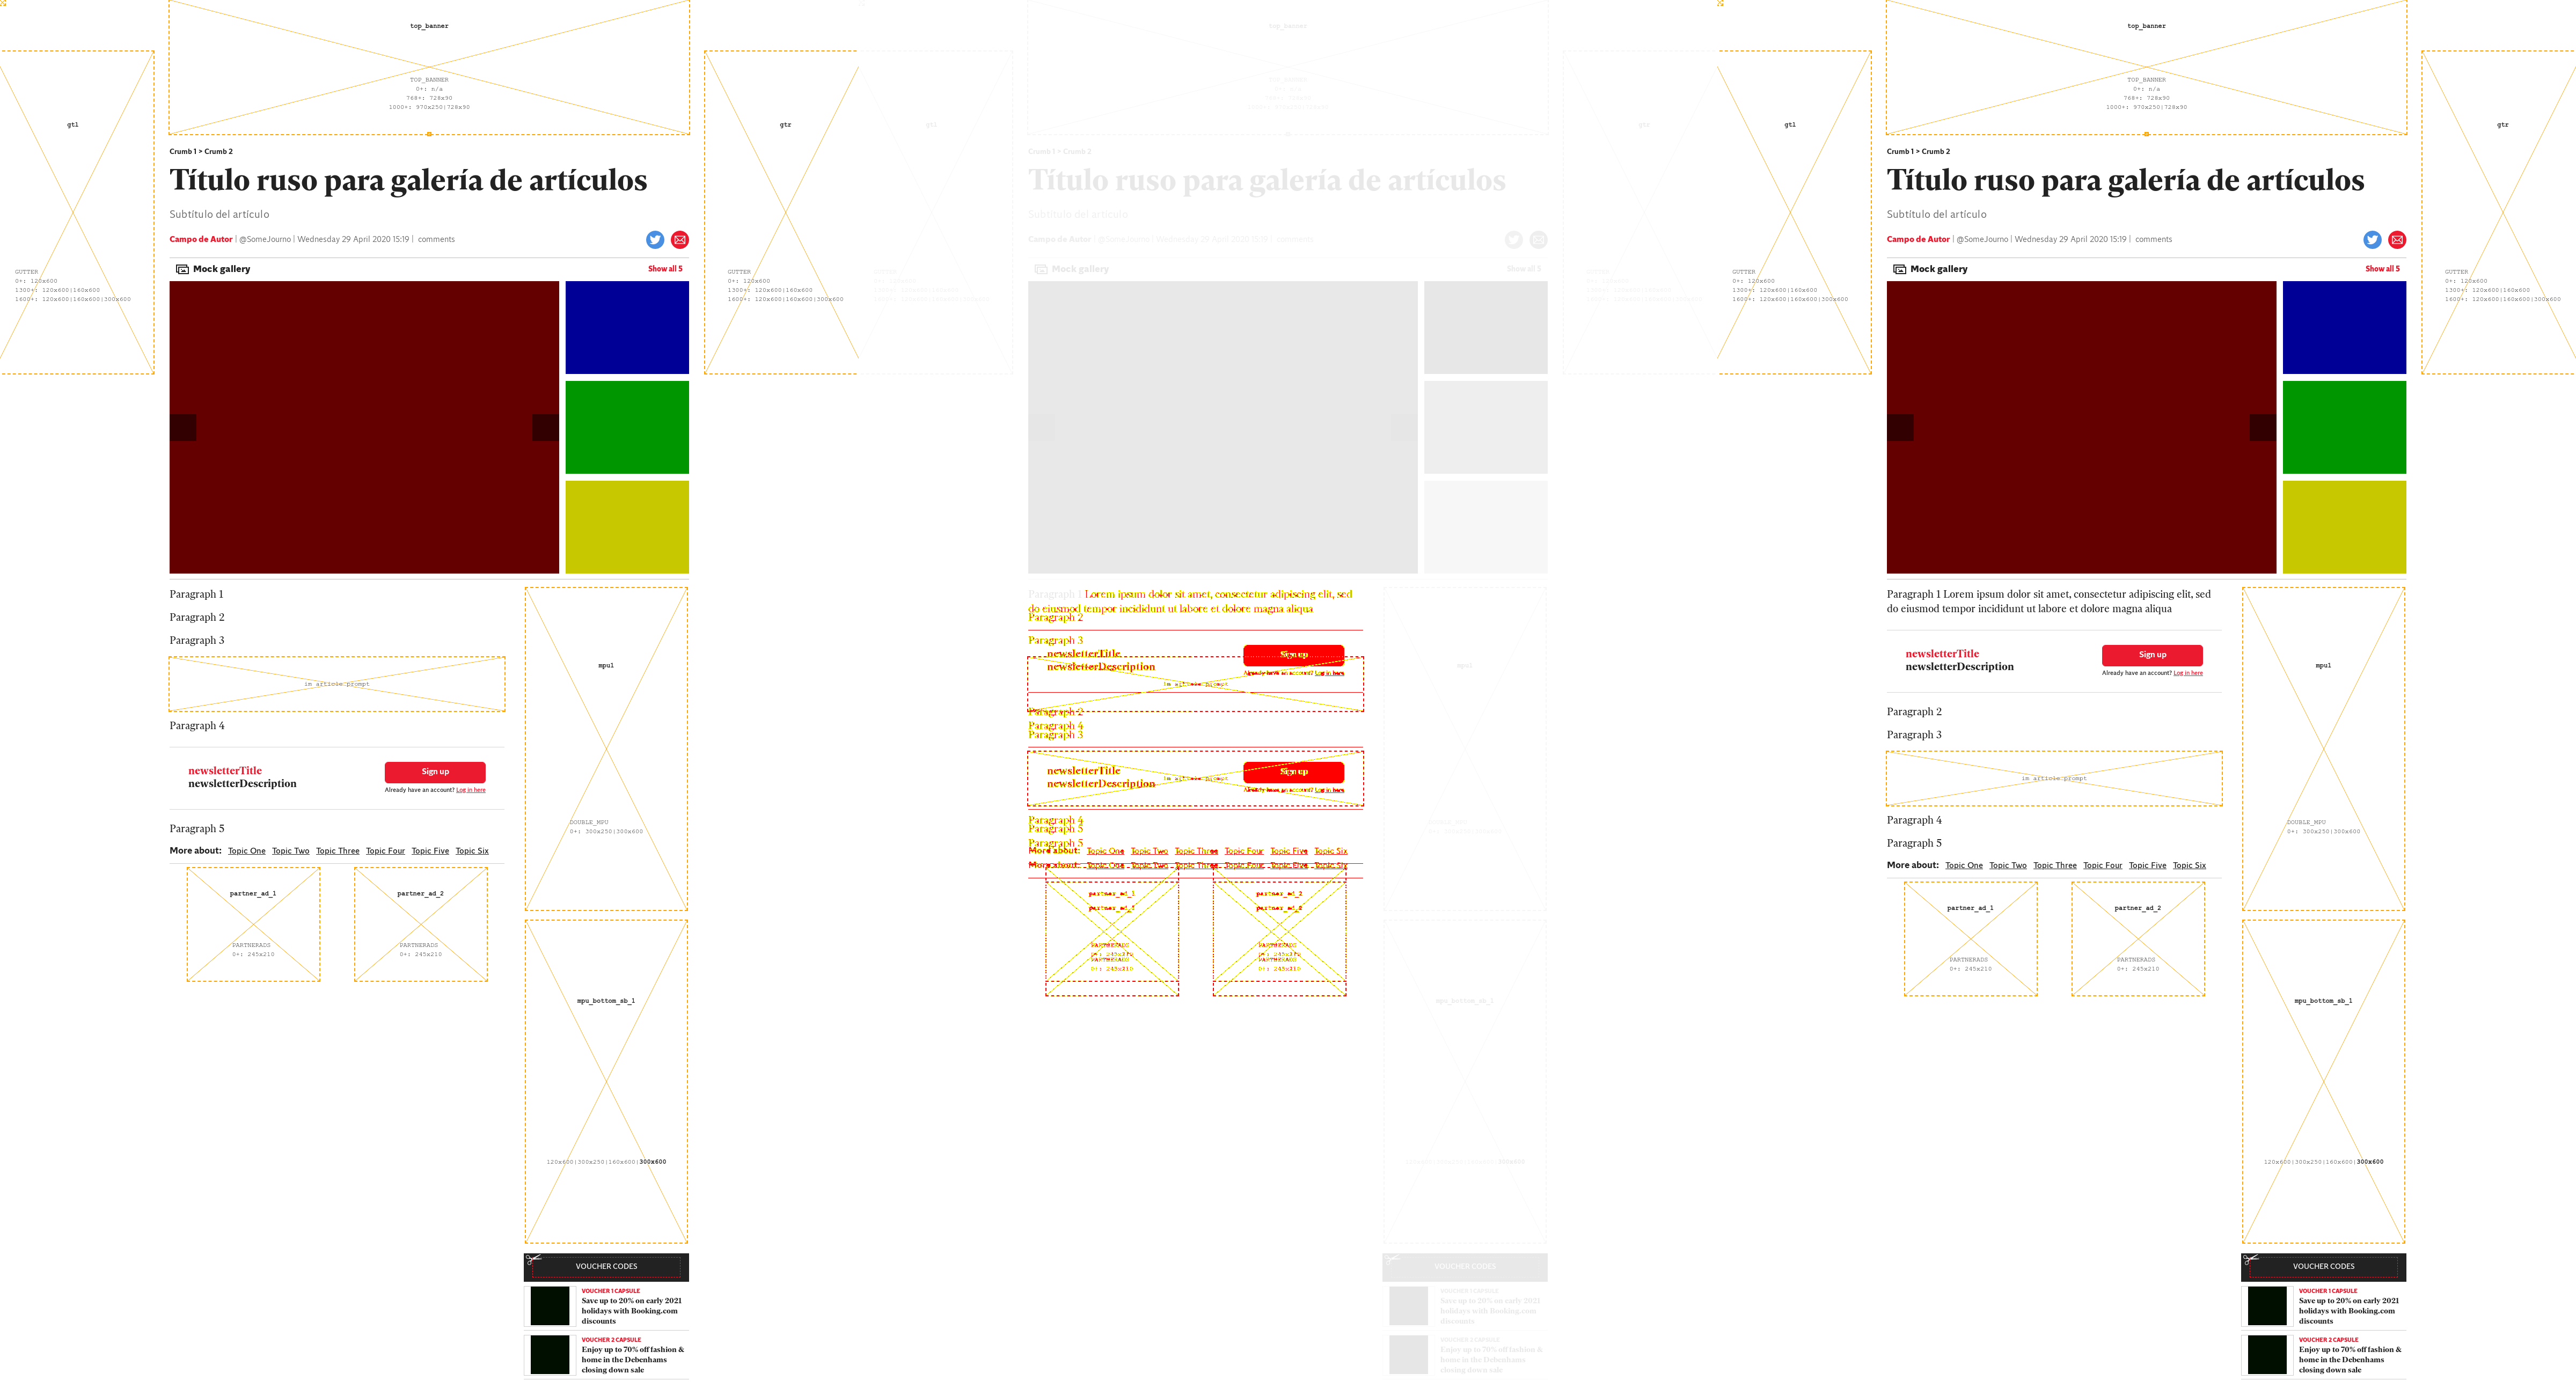 top_banner
TOP_BANNER
0+: n/a
768+: 728x90
1000+: 970x250|728x90
gtl
GUTTER
0+: 120x600
1300+: 120x600|160x600
1600+: 120x600|160x600|300x600
gtr
GUTTER
0+: 120x600
1300+: 120x600|160x600
1600+: 120x600|160x600|300x600
Crumb 1 > Crumb 2
Título ruso para galería de artículos
Subtítulo del artículo
Campo de Autor | @SomeJourno | Wednesday 29 April 2020 15:19 | comments
Mock gallery
Show all 5
Paragraph 1
Paragraph 2
Paragraph 3
im article prompt
Paragraph 4
newsletterTitle
newsletterDescription
Sign up
Already have an account? Log in here
Paragraph 5
More about: Topic One Topic Two Topic Three Topic Four Topic Five Topic Six
partner_ad_1
PARTNERADS
0+: 245x210
partner_ad_2
PARTNERADS
0+: 245x210
mpu1
DOUBLE_MPU
0+: 300x250|300x600
mpu_bottom_sb_1
120x600|300x250|160x600|300x600
VOUCHER CODES
VOUCHER 1 CAPSULE
Save up to 20% on early 2021
holidays with Booking.com
discounts
VOUCHER 2 CAPSULE
Enjoy up to 70% off fashion &
home in the Debenhams
closing down sale
top_banner
gtl
gtr
Crumb 1 > Crumb 2
Título ruso para galería de artículos
Subtítulo del artículo
Campo de Autor | @SomeJourno | Wednesday 29 April 2020 15:19 | comments
Mock gallery
Show all 5
Paragraph 1 Lorem ipsum dolor sit amet, consectetur adipiscing elit, sed
do eiusmod tempor incididunt ut labore et dolore magna aliqua
Paragraph 2
Paragraph 3
newsletterTitle
newsletterDescription
Sign up
Already have an account? Log in here
im article prompt
Paragraph 2
Paragraph 4
Paragraph 3
newsletterTitle
newsletterDescription
im article prompt
Sign up
Already have an account? Log in here
Paragraph 4
Paragraph 5
Paragraph 5
More about: Topic One Topic Two Topic Three Topic Four Topic Five Topic Six
More about: Topic One Topic Two Topic Three Topic Four Topic Five Topic Six
partner_ad_1
partner_ad_1
PARTNERADS
0+: 245x210
PARTNERADS
0+: 245x210
partner_ad_2
partner_ad_2
PARTNERADS
0+: 245x210
PARTNERADS
0+: 245x210
mpu1
mpu_bottom_sb_1
VOUCHER CODES
VOUCHER 1 CAPSULE
Save up to 20% on early 2021
holidays with Booking.com
discounts
VOUCHER 2 CAPSULE
Enjoy up to 70% off fashion &
home in the Debenhams
closing down sale
top_banner
TOP_BANNER
0+: n/a
768+: 728x90
1000+: 970x250|728x90
gtl
GUTTER
0+: 120x600
1300+: 120x600|160x600
1600+: 120x600|160x600|300x600
gtr
GUTTER
0+: 120x600
1300+: 120x600|160x600
1600+: 120x600|160x600|300x600
Crumb 1 > Crumb 2
Título ruso para galería de artículos
Subtítulo del artículo
Campo de Autor | @SomeJourno | Wednesday 29 April 2020 15:19 | comments
Mock gallery
Show all 5
Paragraph 1 Lorem ipsum dolor sit amet, consectetur adipiscing elit, sed
do eiusmod tempor incididunt ut labore et dolore magna aliqua
newsletterTitle
newsletterDescription
Sign up
Already have an account? Log in here
Paragraph 2
Paragraph 3
im article prompt
Paragraph 4
Paragraph 5
More about: Topic One Topic Two Topic Three Topic Four Topic Five Topic Six
partner_ad_1
PARTNERADS
0+: 245x210
partner_ad_2
PARTNERADS
0+: 245x210
mpu1
DOUBLE_MPU
0+: 300x250|300x600
mpu_bottom_sb_1
120x600|300x250|160x600|300x600
VOUCHER CODES
VOUCHER 1 CAPSULE
Save up to 20% on early 2021
holidays with Booking.com
discounts
VOUCHER 2 CAPSULE
Enjoy up to 70% off fashion &
home in the Debenhams
closing down sale